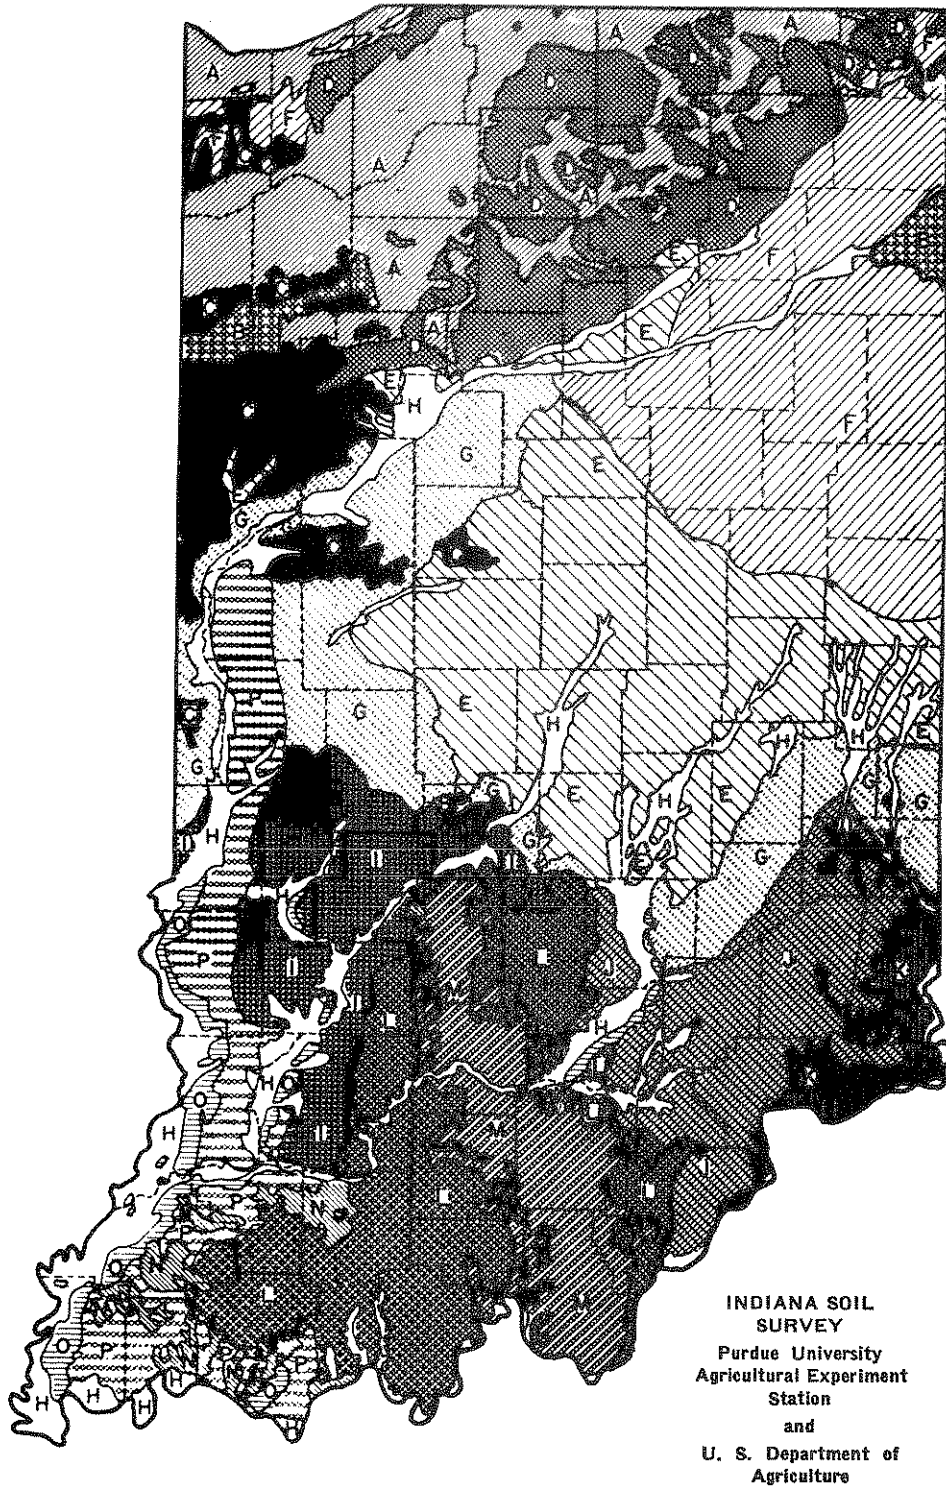 A
A
A
F
D
D
D
D
F
A
F
F
D
D
A
D
D
A
E
F
B
A
D
E
E
H
G
F
E
G
E
M
P
G
E
H
H
H
E
G
G
E
H
E
G
G
H
E
G
H
O
P
J
M
K
H
O
H
H
O
M
K
P
N
P
O
N
M
O
P
P
P
O
H
H
H
H
H
INDIANA SOIL
SURVEY
Purdue University
Agricultural Experiment
Station
and
U. S. Department of
Agriculture